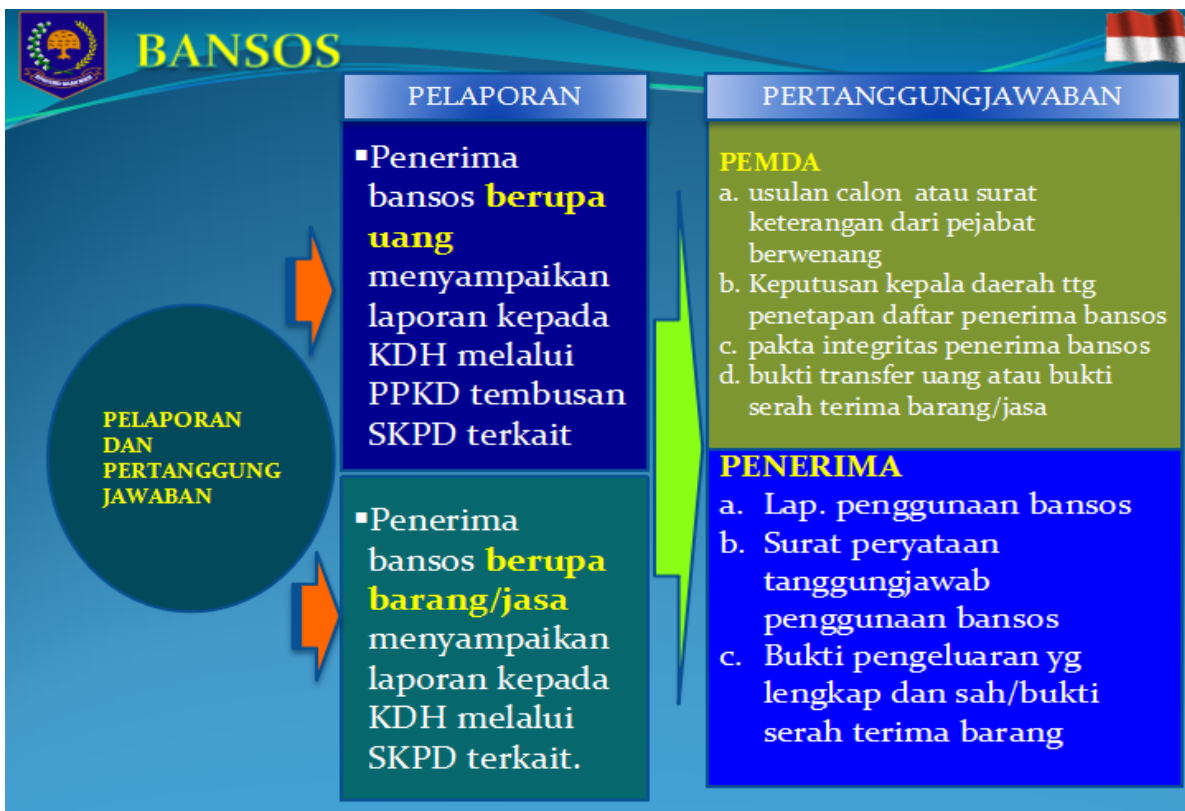 BANSOS
PELAPORAN
PERTANGGUNGJAWABAN
PELAPORAN
DAN
PERTANGGUNG
JAWABAN
▪Penerima
bansos berupa
uang
menyampaikan
laporan kepada
KDH melalui
PPKD tembusan
SKPD terkait
▪Penerima
bansos berupa
barang/jasa
menyampaikan
laporan kepada
KDH melalui
SKPD terkait.
PEMDA
a. usulan calon atau surat
keterangan dari pejabat
berwenang
b. Keputusan kepala daerah ttg
penetapan daftar penerima bansos
c. pakta integritas penerima bansos
d. bukti transfer uang atau bukti
serah terima barang/jasa
PENERIMA
a. Lap. penggunaan bansos
b. Surat peryataan
tanggungjawab
penggunaan bansos
c. Bukti pengeluaran yg
lengkap dan sah/bukti
serah terima barang